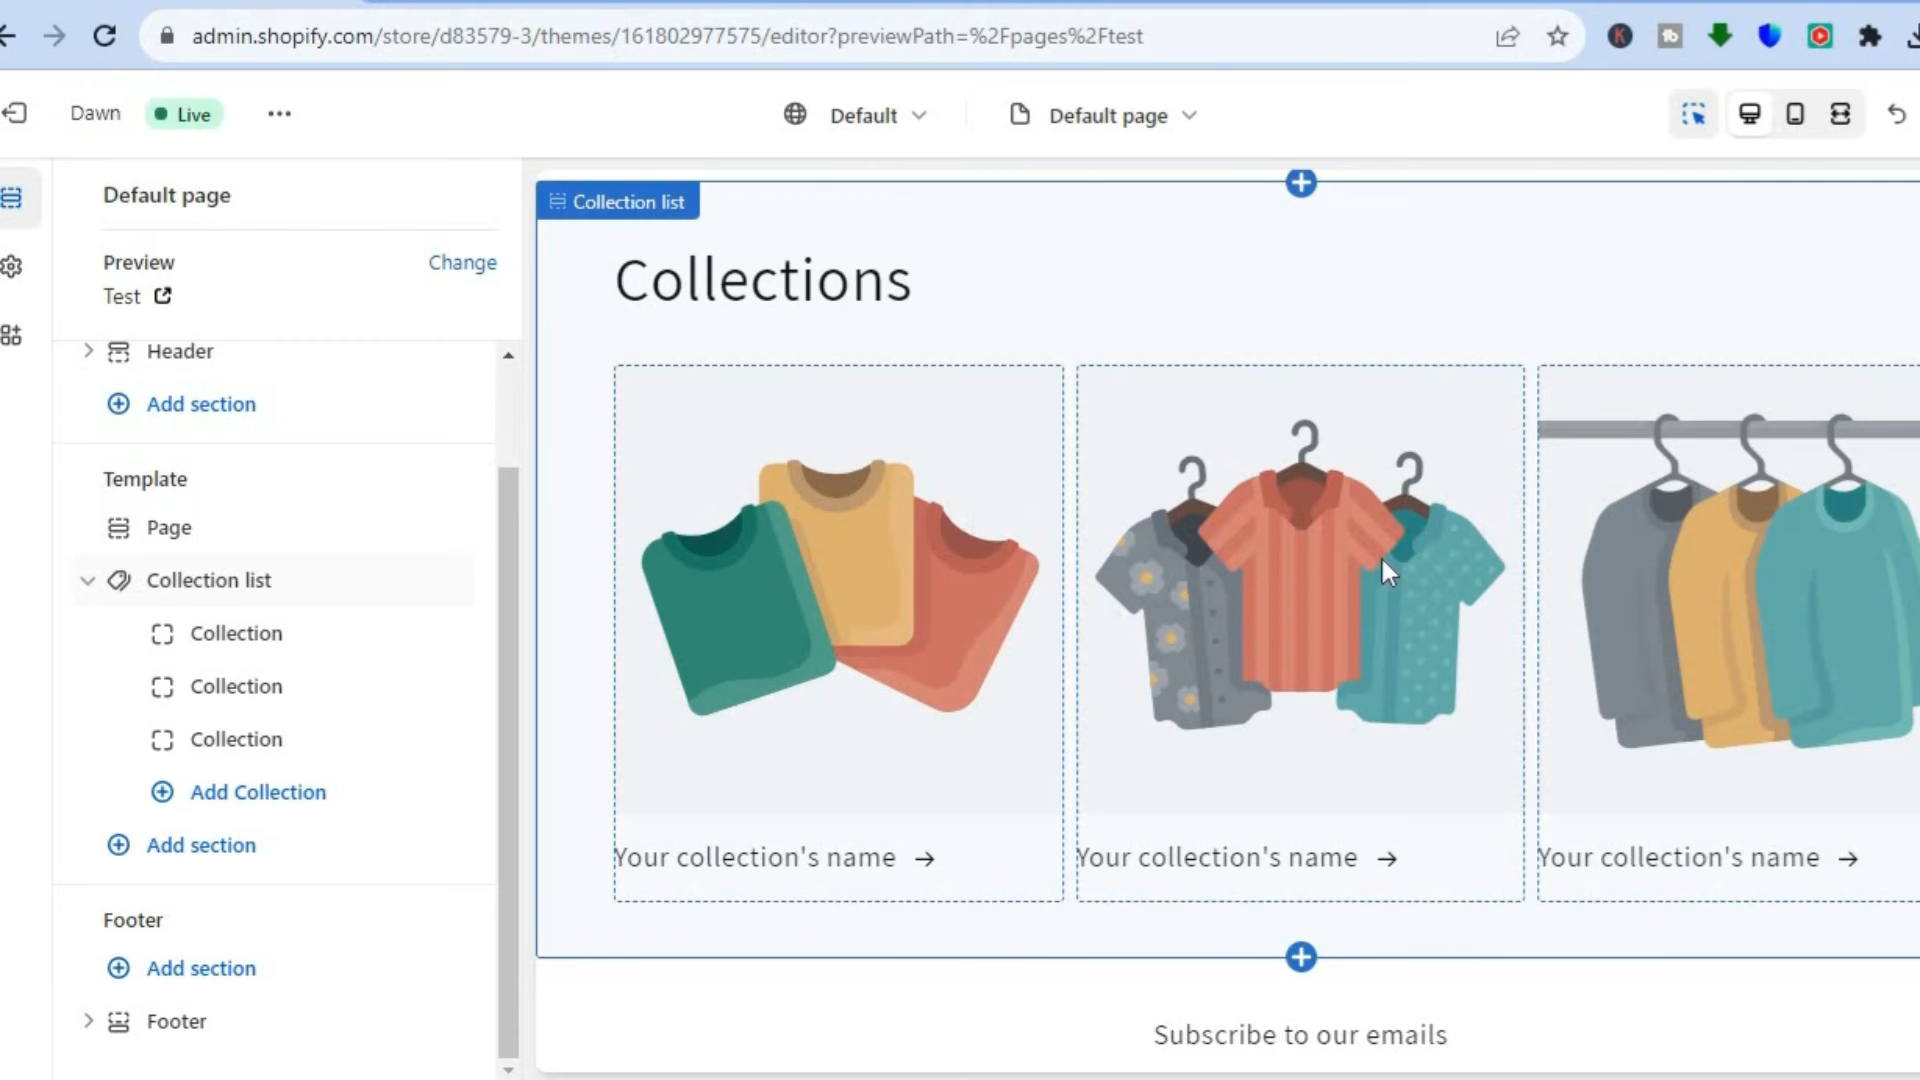 admin.shopify.com/store/d83579-3/themes/161802977575/editor?previewPath=%2Fpages%2Ftest
K
tb
Dawn
Live
Default
Default page
Default page
Preview
Change
Test
Header
Add section
Template
Page
Collection list
Collection
Collection
Collection
Add Collection
Add section
Footer
Add section
Footer
Collection list
Collections
Your collection's name →
Your collection's name →
Your collection's name →
Subscribe to our emails